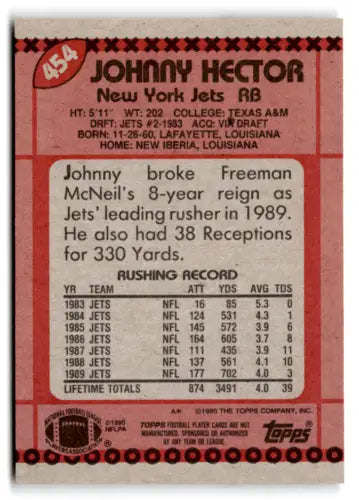 454
JOHNNY HECTOR
New York Jets RB
HT: 5'11" WT: 202 COLLEGE: TEXAS A&M
DRFT: JETS #2-1983 ACQ: VIA DRAFT
BORN: 11-26-60, LAFAYETTE, LOUISIANA
HOME: NEW IBERIA, LOUISIANA
Johnny broke Freeman
McNeil's 8-year reign as
Jets' leading rusher in 1989.
He also had 38 Receptions
for 330 Yards.
RUSHING RECORD
YR TEAM ATT YDS AVG TDS
1983 JETS NFL 16 85 5.3 0
1984 JETS NFL 124 531 4.3 1
1985 JETS NFL 145 572 3.9 6
1986 JETS NFL 164 605 3.7 8
1987 JETS NFL 111 435 3.9 11
1988 JETS NFL 137 561 4.1 10
1989 JETS NFL 177 702 4.0 3
LIFETIME TOTALS 874 3491 4.0 39
A* ©1990 THE TOPPS COMPANY, INC.
NATIONAL FOOTBALL LEAGUE
PLAYERS ASSOCIATION
©1990
NFLPA
TOPPS FOOTBALL PLAYER CARDS ARE NOT
MANUFACTURED, SPONSORED OR AUTHORIZED
BY ANY TEAM OR LEAGUE.
TOPPS